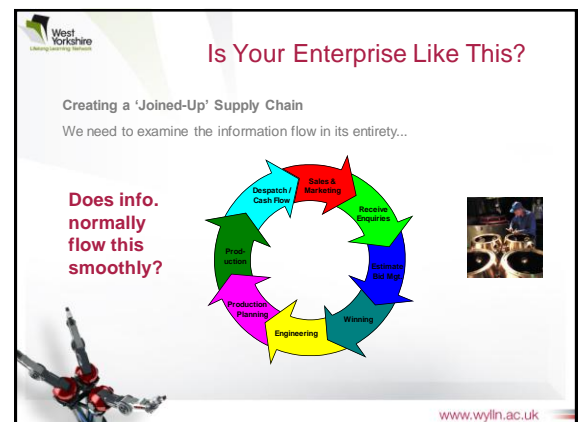 West
Yorkshire
Lifelong Learning Network
Is Your Enterprise Like This?
Creating a ‘Joined-Up’ Supply Chain
We need to examine the information flow in its entirety...
Does info.
normally
flow this
smoothly?
Sales &
Marketing
Receive
Enquiries
Estimate
Winning
Engineering
Production
Planning
Prod-
uction
Despatch /
Cash Flow
www.wylln.ac.uk